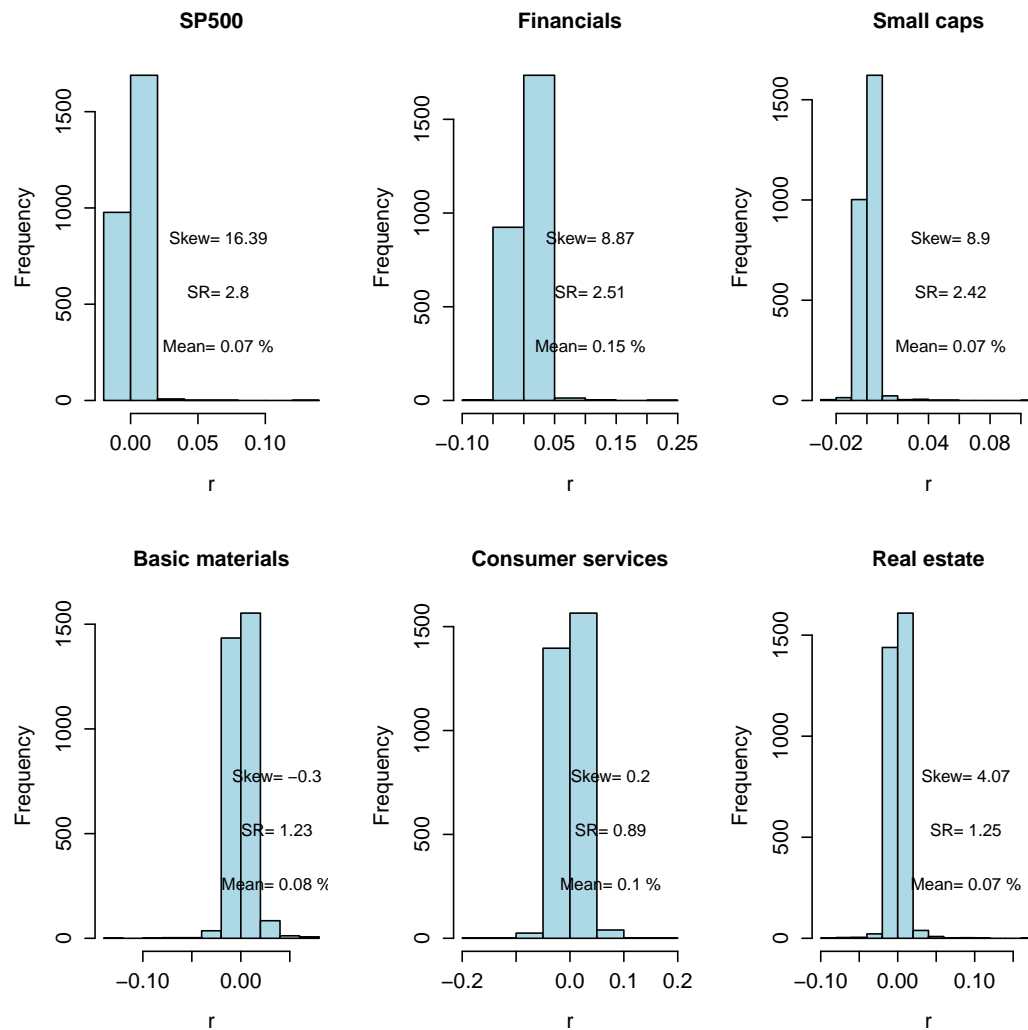 SP500
Frequency
1500
1000
500
0
Skew= 16.39
SR= 2.8
Mean= 0.07 %
0.00 0.05 0.10
r
Financials
Frequency
1500
1000
500
0
Skew= 8.87
SR= 2.51
Mean= 0.15 %
−0.10 0.05 0.15 0.25
r
Small caps
Frequency
1500
1000
500
0
Skew= 8.9
SR= 2.42
Mean= 0.07 %
−0.02 0.04 0.08
r
Basic materials
Frequency
1500
1000
500
0
Skew= −0.3
SR= 1.23
Mean= 0.08 %
−0.10 0.00
r
Consumer services
Frequency
1500
1000
500
0
Skew= 0.2
SR= 0.89
Mean= 0.1 %
−0.2 0.0 0.1 0.2
r
Real estate
Frequency
1500
1000
500
0
Skew= 4.07
SR= 1.25
Mean= 0.07 %
−0.10 0.00 0.10
r